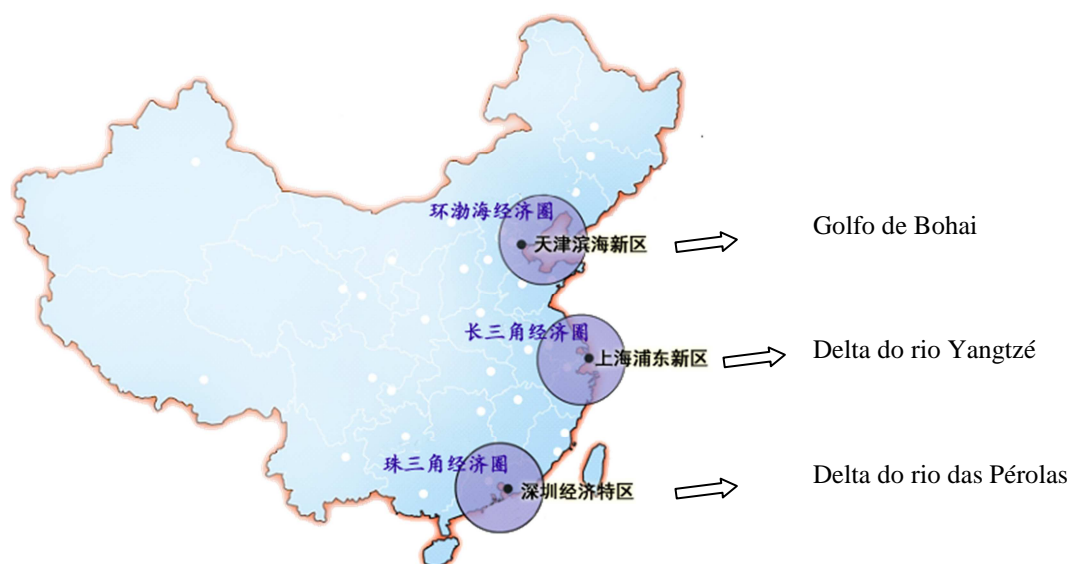 环渤海经济圈
天津滨海新区
Golfo de Bohai
长三角经济圈
上海浦东新区
Delta do rio Yangtzé
珠三角经济圈
深圳经济特区
Delta do rio das Pérolas